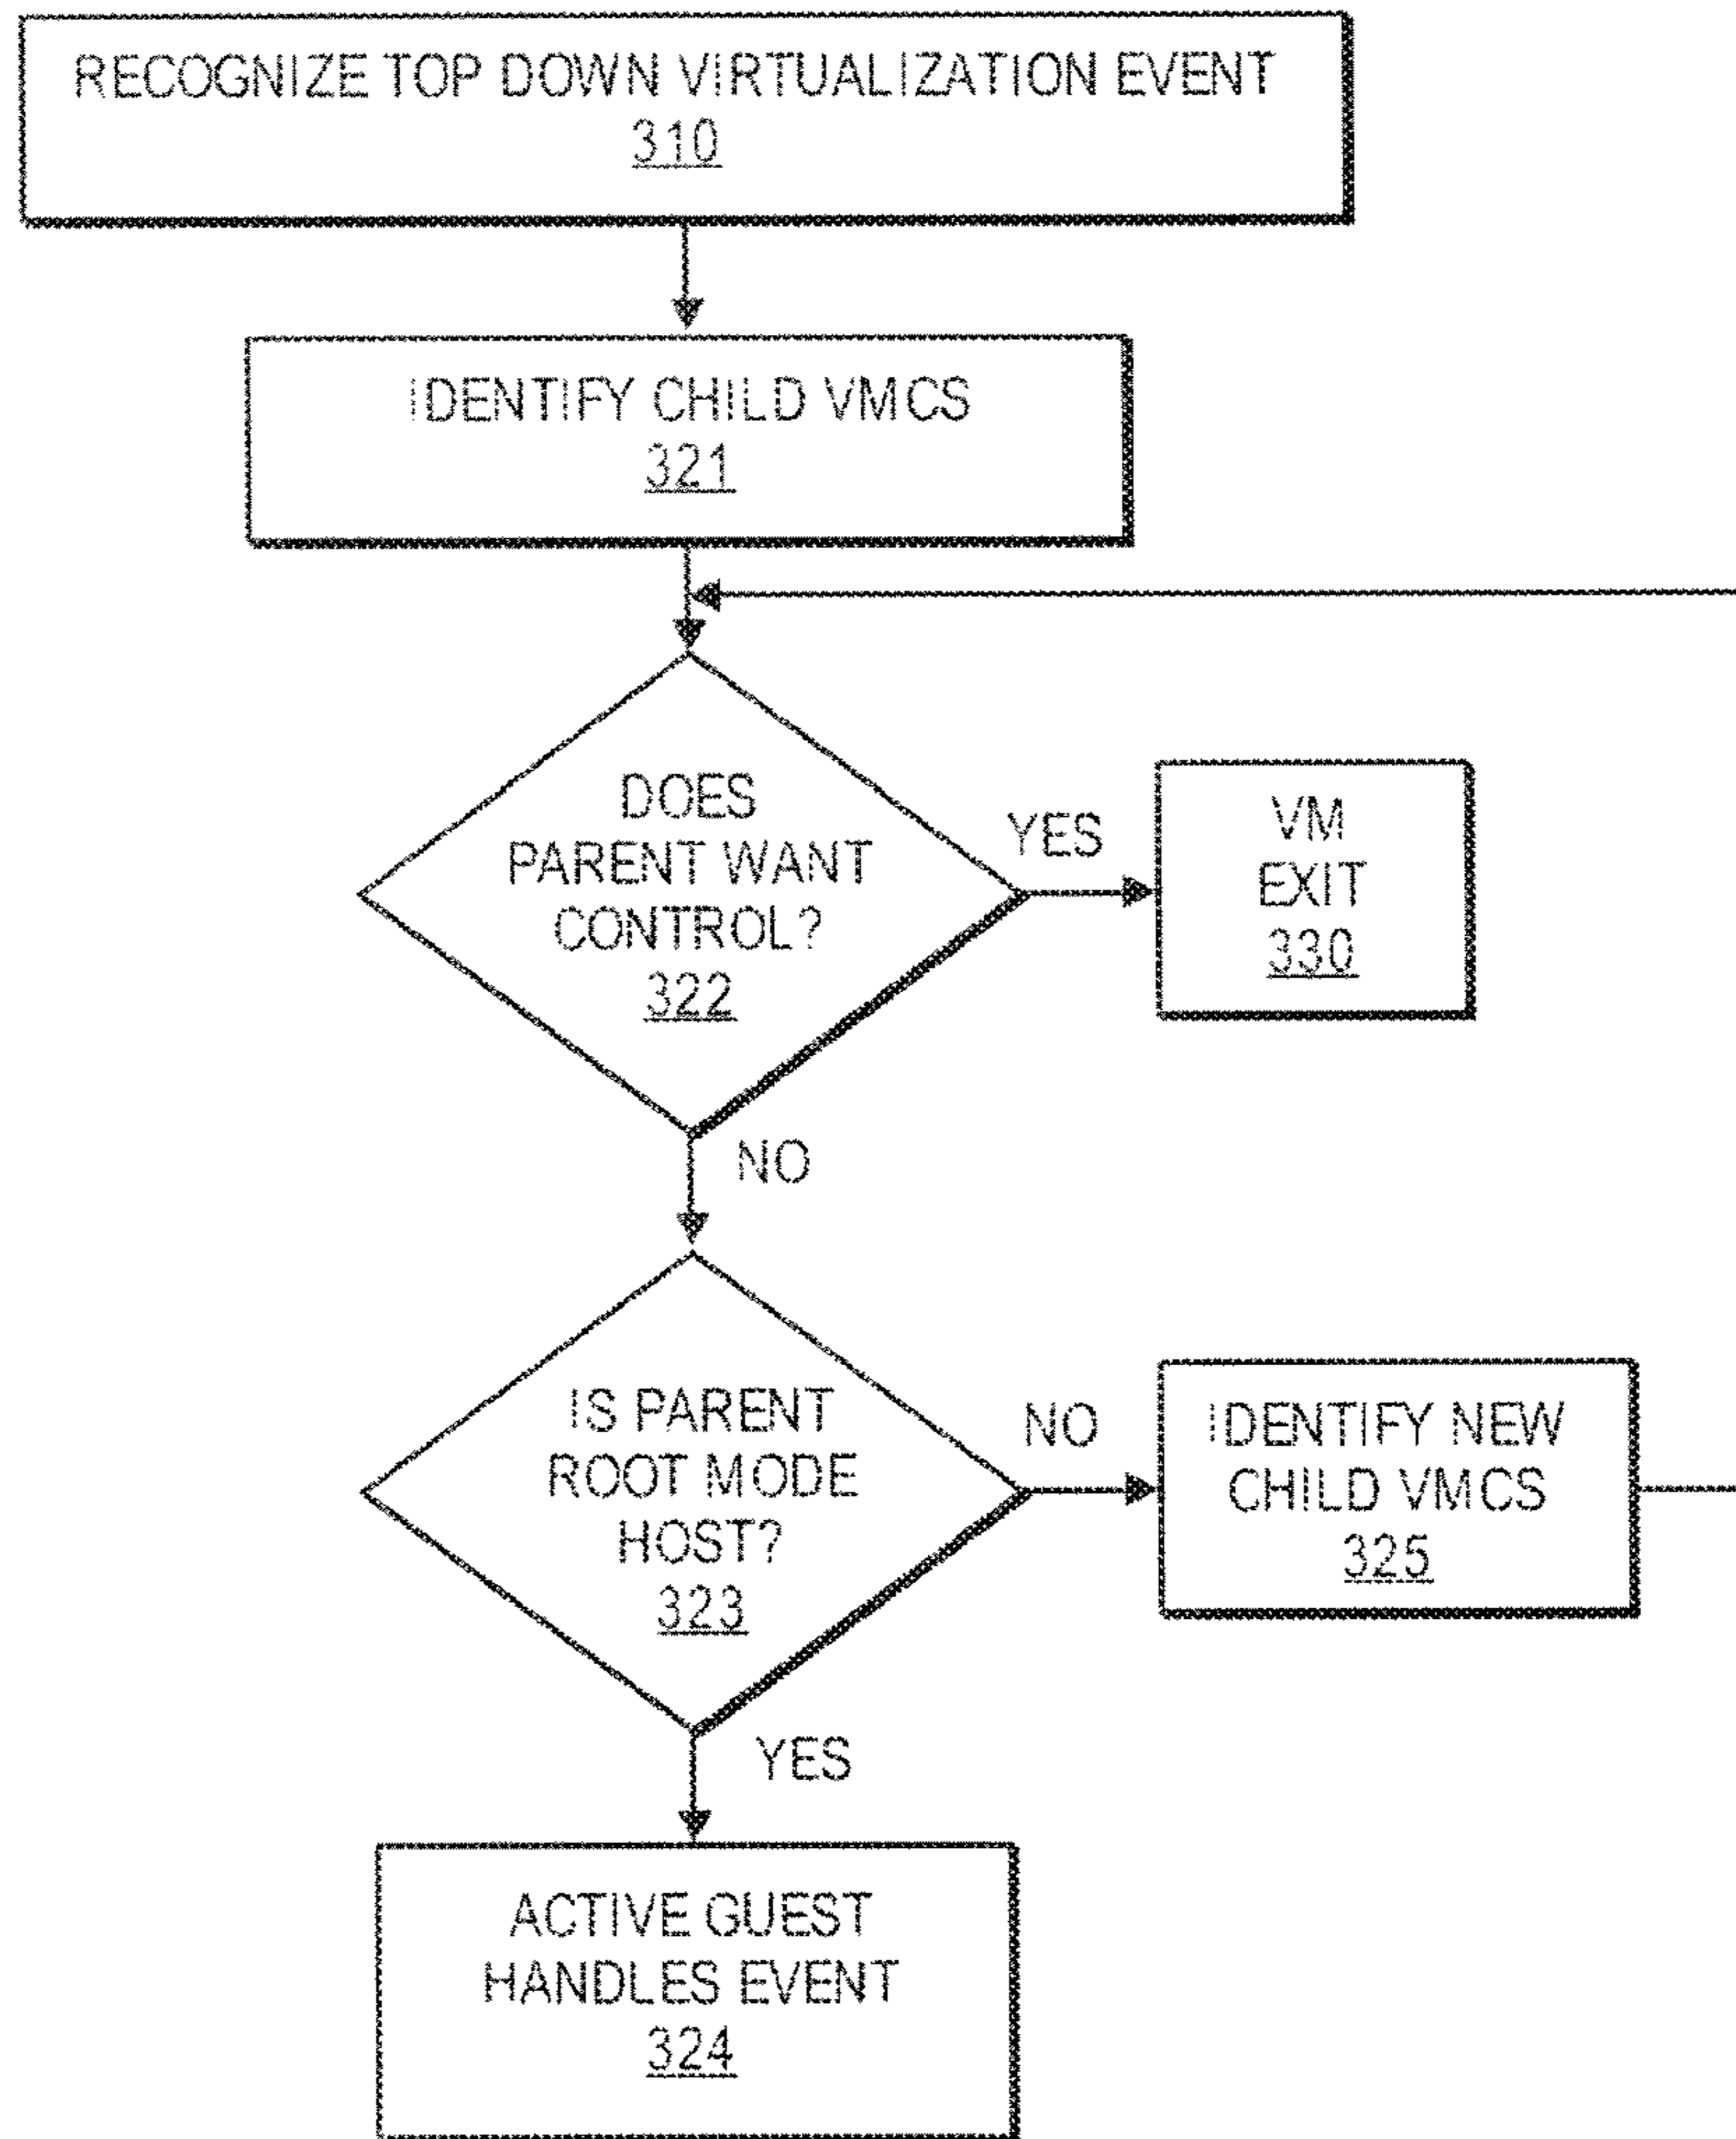 RECOGNIZE TOP DOWN VIRTUALIZATION EVENT
310
IDENTIFY CHILD VMCS
321
DOES
PARENT WANT
CONTROL?
322
YES
VM
EXIT
330
NO
IS PARENT
ROOT MODE
HOST?
323
NO
IDENTIFY NEW
CHILD VMCS
325
YES
ACTIVE GUEST
HANDLES EVENT
324